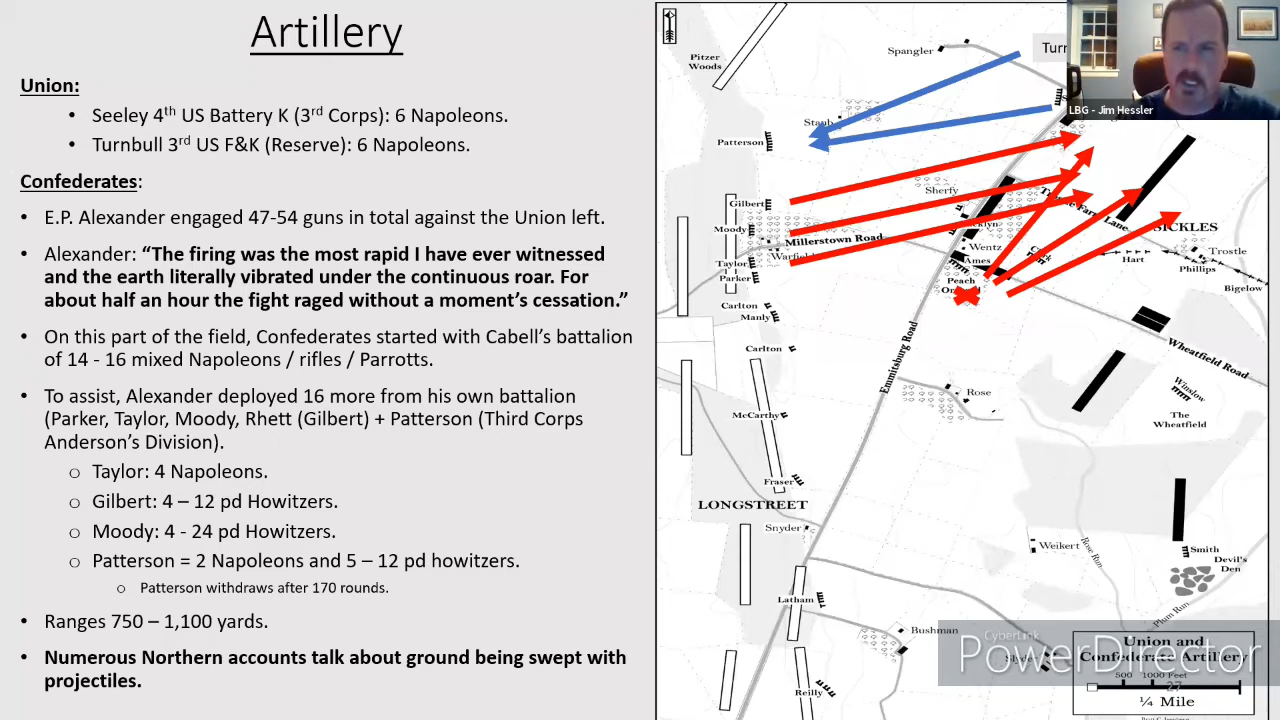 Artillery
Union:
• Seeley 4th US Battery K (3rd Corps): 6 Napoleons.
• Turnbull 3rd US F&K (Reserve): 6 Napoleons.
Confederates:
• E.P. Alexander engaged 47-54 guns in total against the Union left.
• Alexander: “The firing was the most rapid I have ever witnessed
and the earth literally vibrated under the continuous roar. For
about half an hour the fight raged without a moment’s cessation.”
• On this part of the field, Confederates started with Cabell’s battalion
of 14 - 16 mixed Napoleons / rifles / Parrotts.
• To assist, Alexander deployed 16 more from his own battalion
(Parker, Taylor, Moody, Rhett (Gilbert) + Patterson (Third Corps
Anderson’s Division).
o Taylor: 4 Napoleons.
o Gilbert: 4 – 12 pd Howitzers.
o Moody: 4 - 24 pd Howitzers.
o Patterson = 2 Napoleons and 5 – 12 pd howitzers.
o Patterson withdraws after 170 rounds.
• Ranges 750 – 1,100 yards.
• Numerous Northern accounts talk about ground being swept with
projectiles.
Pitzer
Woods
Spangler
Turn
LBG - Jim Hessler
Staub
Patterson
Gilbert
Sherfy
Moody
Millerstown Road
Warfie
Wentz
SICKLES
Trostle
Hart
Phillips
Bigelow
Taylor
Parker
Ames
Peach
Carlton
Manly
Carlton
Emmitsburg Road
Wheatfield Road
Rose
Winslow
The
Wheatfield
McCarthy
Fraser
LONGSTREET
Snyder
Weikert
Rose Run
Smith
Devil's
Den
Plum Run
Latham
Bushman
Reilly
CyberLink
PowerDirector
Union and
Confederate Artillery
500 1000 Feet
27
¼ Mile